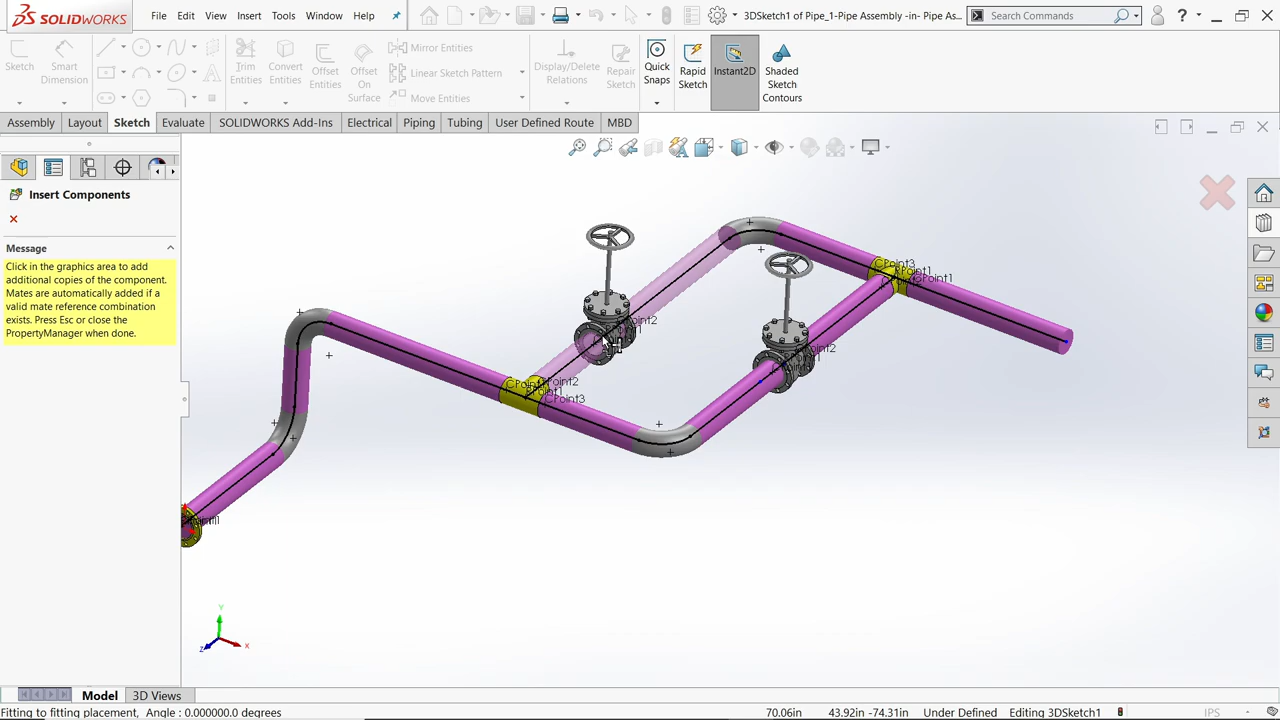 SOLIDWORKS
File Edit View Insert Tools Window Help
3DSketch1 of Pipe_1-Pipe Assembly -in- Pipe As...
Search Commands
Sketch
Smart Dimension
Trim Entities
Convert Entities
Offset Entities
Offset On Surface
Mirror Entities
Linear Sketch Pattern
Move Entities
Display/Delete Relations
Repair Sketch
Quick Snaps
Rapid Sketch
Instant2D
Shaded Sketch Contours
Assembly Layout Sketch Evaluate SOLIDWORKS Add-Ins Electrical Piping Tubing User Defined Route MBD
Insert Components
Message
Click in the graphics area to add
additional copies of the component.
Mates are automatically added if a
valid mate reference combination
exists. Press Esc or close the
PropertyManager when done.
CPoint3
CPoint1
CPoint2
CPoint3
Y
X
Z
Model 3D Views
Fitting to fitting placement, Angle : 0.000000.0 degrees
70.06in
43.92in -74.31in
Under Defined
Editing 3DSketch1
IPS